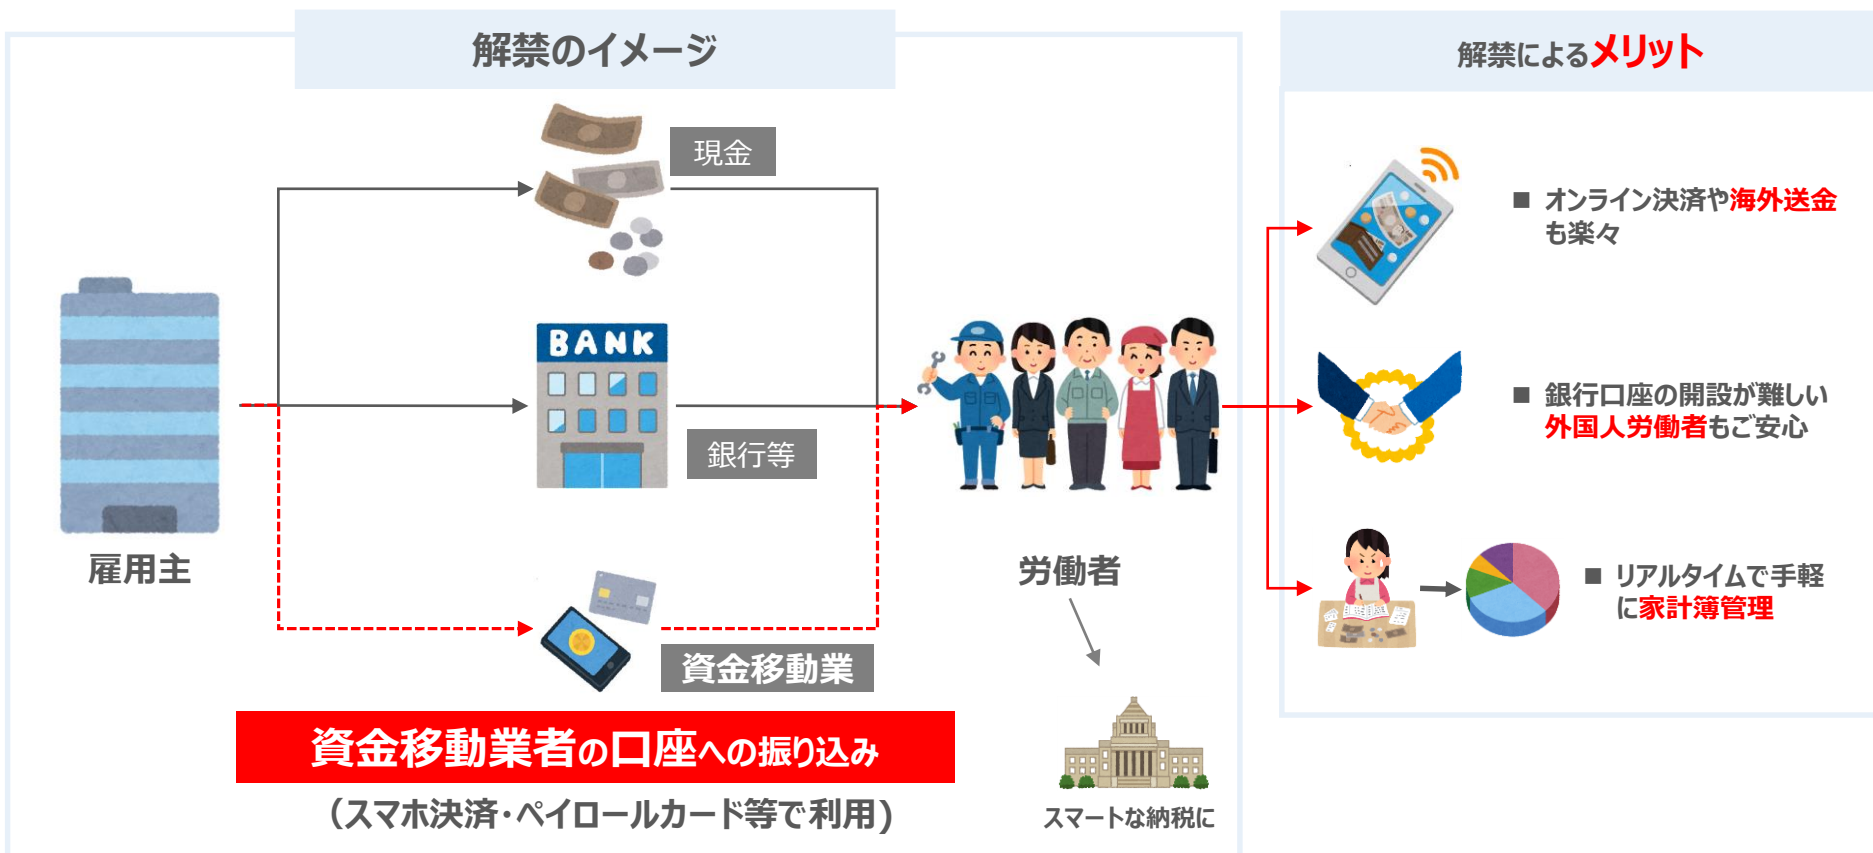 解禁のイメージ
現金
BANK
銀行等
雇用主
資金移動業
資金移動業者の口座への振り込み
（スマホ決済・ペイロールカード等で利用)
労働者
スマートな納税に
解禁によるメリット
■ オンライン決済や海外送金
も楽々
■ 銀行口座の開設が難しい
外国人労働者もご安心
■ リアルタイムで手軽
に家計簿管理